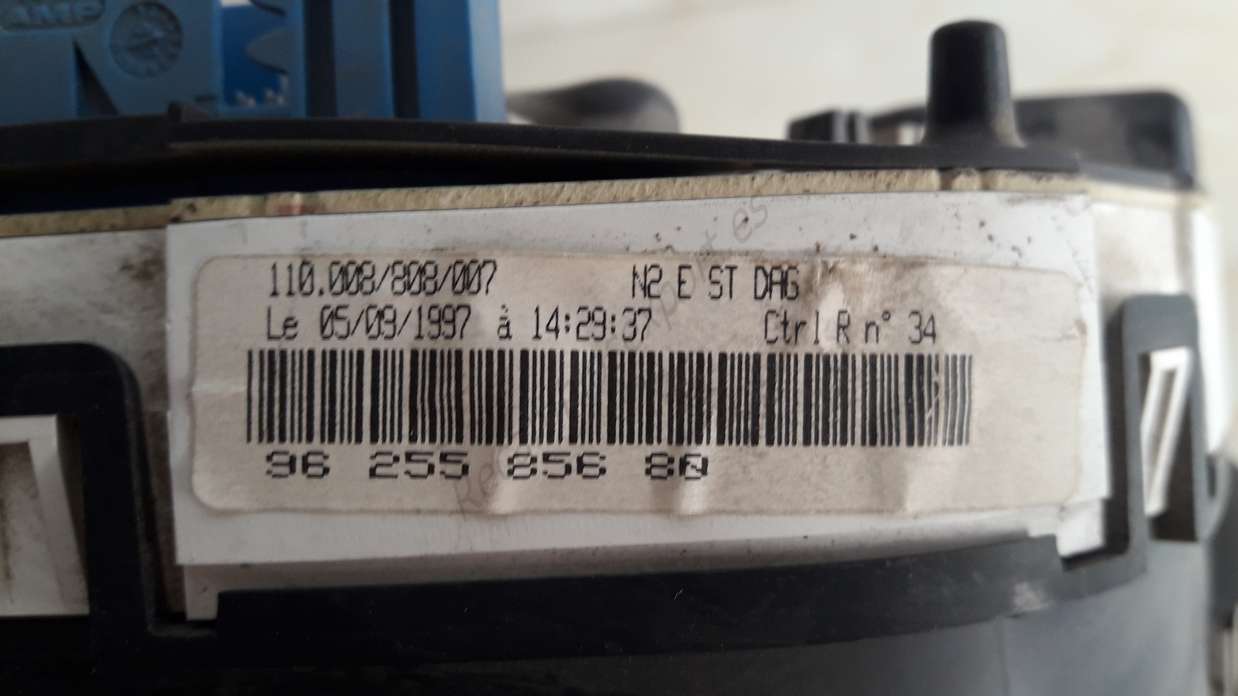 AMP
110.008/808/007 N2 E ST DAG
Le 05/09/1997 à 14:29:37 Ctrl R n° 34
96 255 856 80